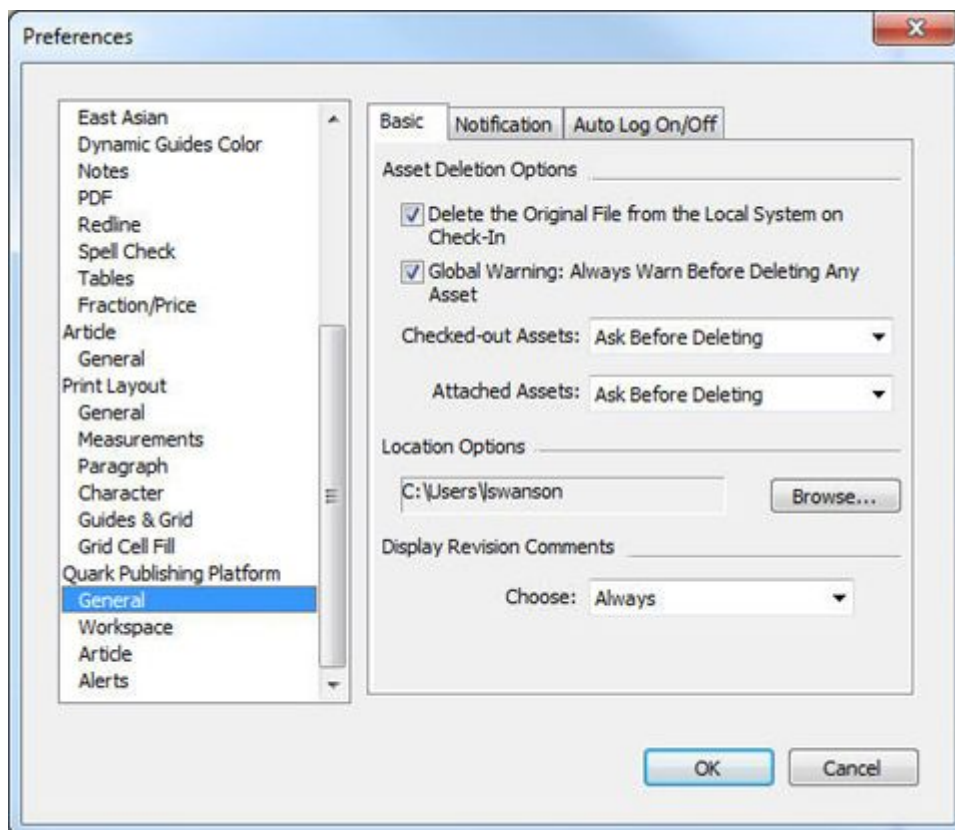 Preferences
East Asian
Dynamic Guides Color
Notes
PDF
Redline
Spell Check
Tables
Fraction/Price
Article
General
Print Layout
General
Measurements
Paragraph
Character
Guides & Grid
Grid Cell Fill
Quark Publishing Platform
General
Workspace
Article
Alerts
Basic Notification Auto Log On/Off
Asset Deletion Options
Delete the Original File from the Local System on
Check-In
Global Warning: Always Warn Before Deleting Any
Asset
Checked-out Assets: Ask Before Deleting
Attached Assets: Ask Before Deleting
Location Options
C:\Users\lswanson Browse...
Display Revision Comments
Choose: Always
OK Cancel